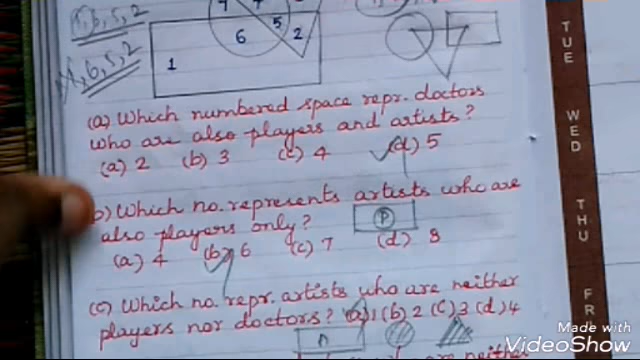 1, 6, 5, 2
1, 6, 5, 2
7
5
6
2
1
(a) Which numbered space repr. doctors
who are also players and artists?
(a) 2 (b) 3 (c) 4 (d) 5
b) Which no. represents artists who are
also players only?
P
(a) 4 (b) 6 (c) 7 (d) 8
(c) Which no. repr. artists who are neither
players nor doctors? (a) 1 (b) 2 (c) 3 (d) 4
are neither
TUE
WED
THU
FRI
Made with
VideoShow